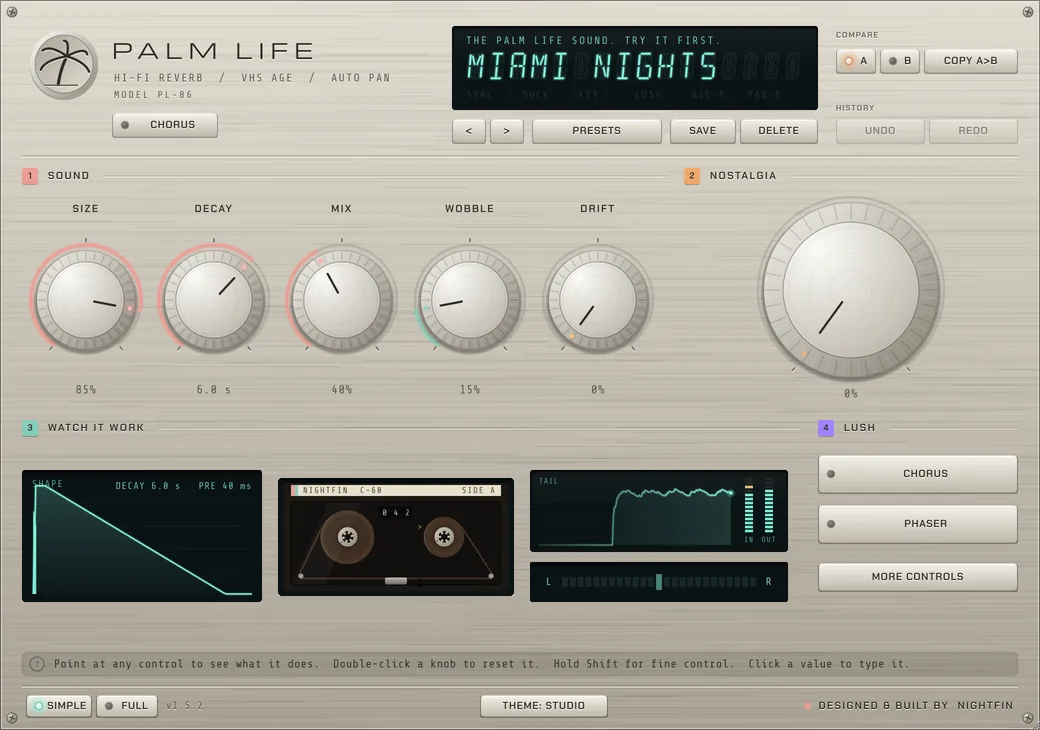 PALM LIFE
HI-FI REVERB / VHS AGE / AUTO PAN
MODEL PL-86
CHORUS
THE PALM LIFE SOUND. TRY IT FIRST.
MIAMI NIGHTS
SYNC DUCK KEY LUSH AGE-R PAN-R
< > PRESETS SAVE DELETE
COMPARE
A B COPY A>B
HISTORY
UNDO REDO
1 SOUND
2 NOSTALGIA
SIZE DECAY MIX WOBBLE DRIFT
85% 6.0 s 40% 15% 0%
0%
3 WATCH IT WORK
4 LUSH
SHAPE DECAY 6.0 s PRE 40 ms
NIGHTFIN C-60 SIDE A
0 4 2
>
TAIL
IN OUT
L R
CHORUS
PHASER
MORE CONTROLS
? Point at any control to see what it does. Double-click a knob to reset it. Hold Shift for fine control. Click a value to type it.
SIMPLE FULL v1.5.2
THEME: STUDIO
DESIGNED & BUILT BY NIGHTFIN